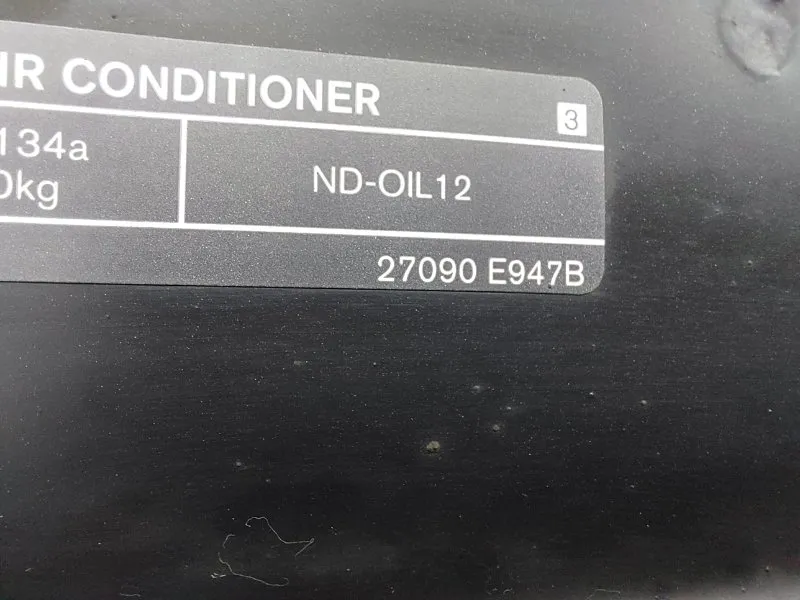 IR CONDITIONER
3
134a
0kg
ND-OIL12
27090 E947B